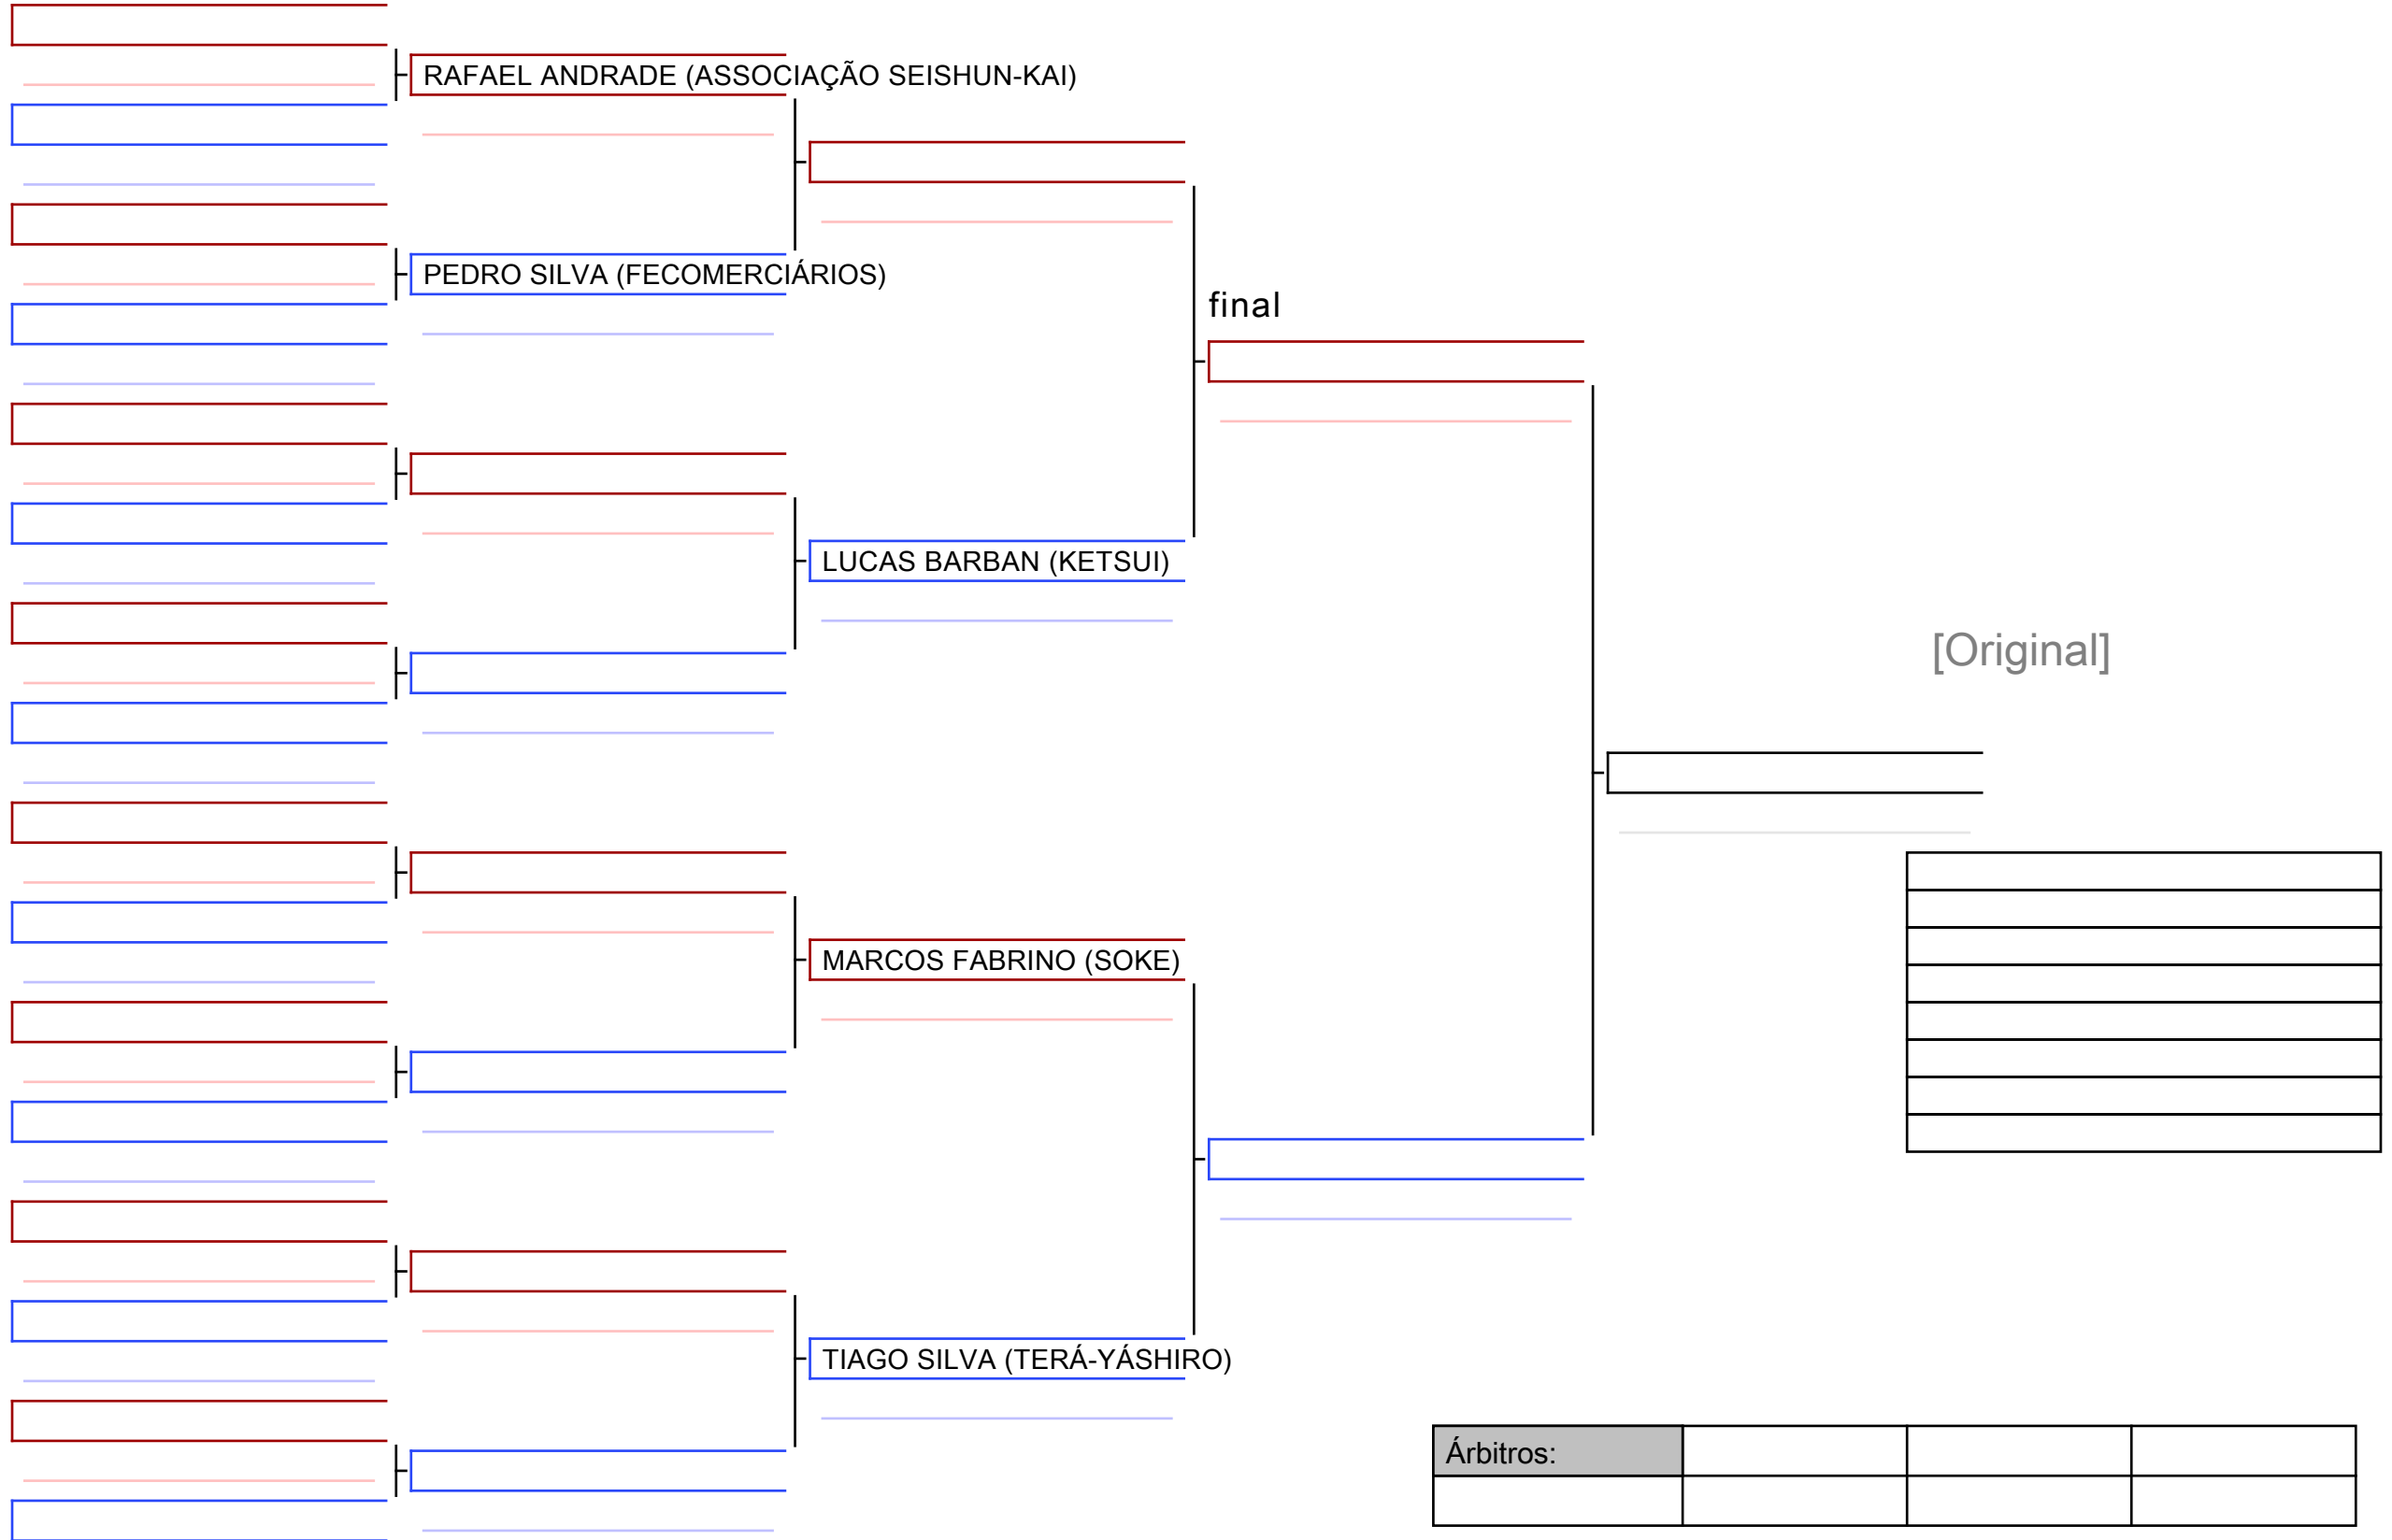 RAFAEL ANDRADE (ASSOCIAÇÃO SEISHUN-KAI)
PEDRO SILVA (FECOMERCIÁRIOS)
final
LUCAS BARBAN (KETSUI)
[Original]
MARCOS FABRINO (SOKE)
TIAGO SILVA (TERÁ-YÁSHIRO)
Árbitros: